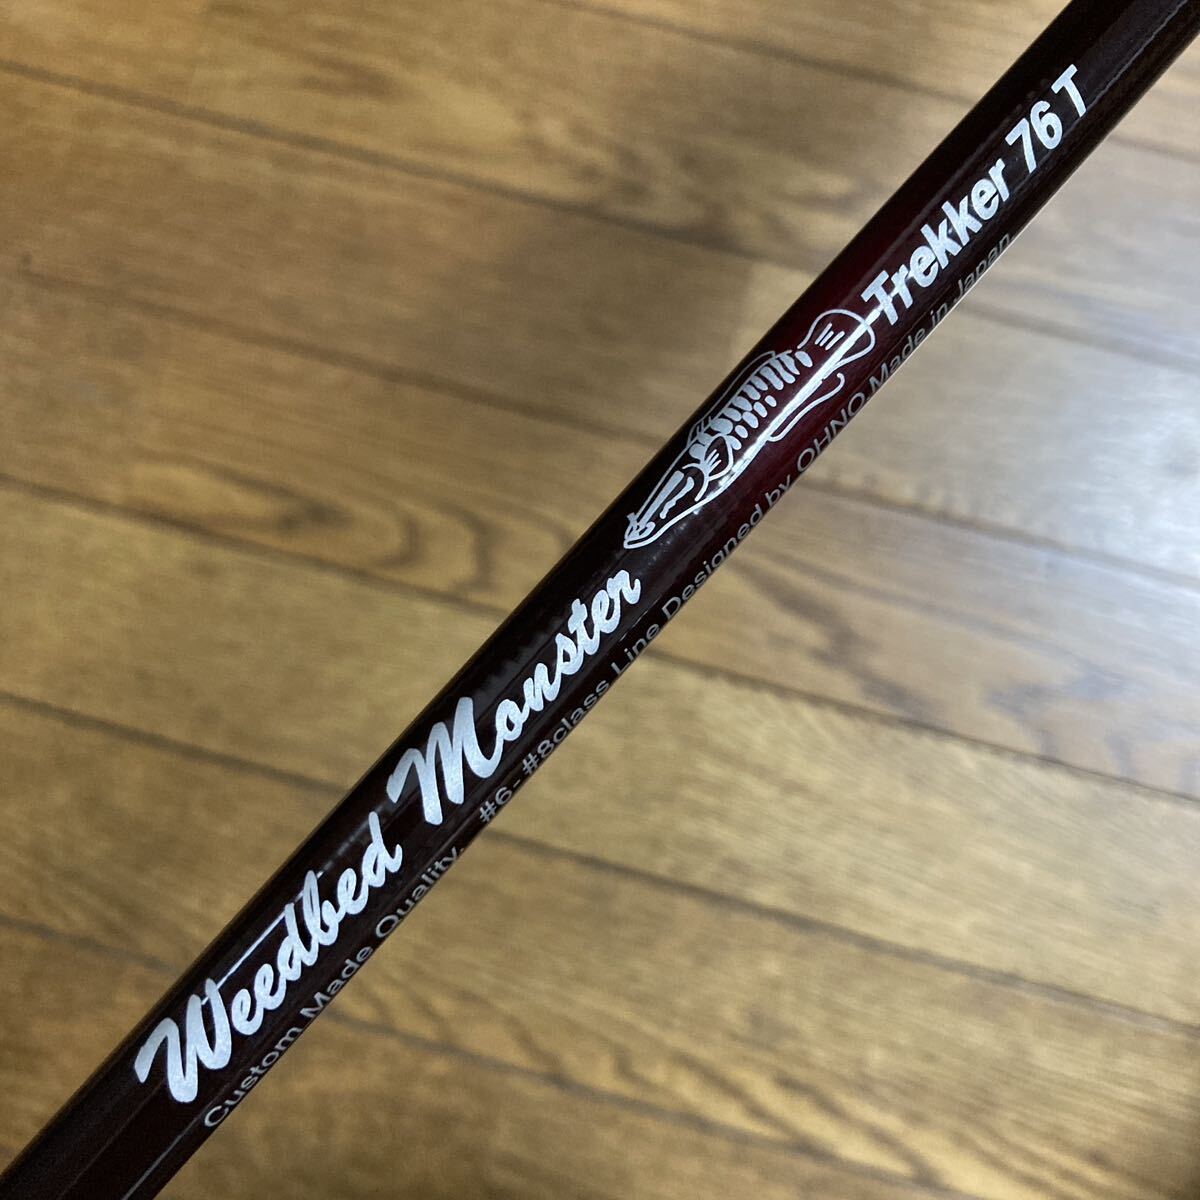 Weedbed Monster Trekker 76 T
Custom Made Quality. #6-#8class Line Designed by OHNO Made in Japan